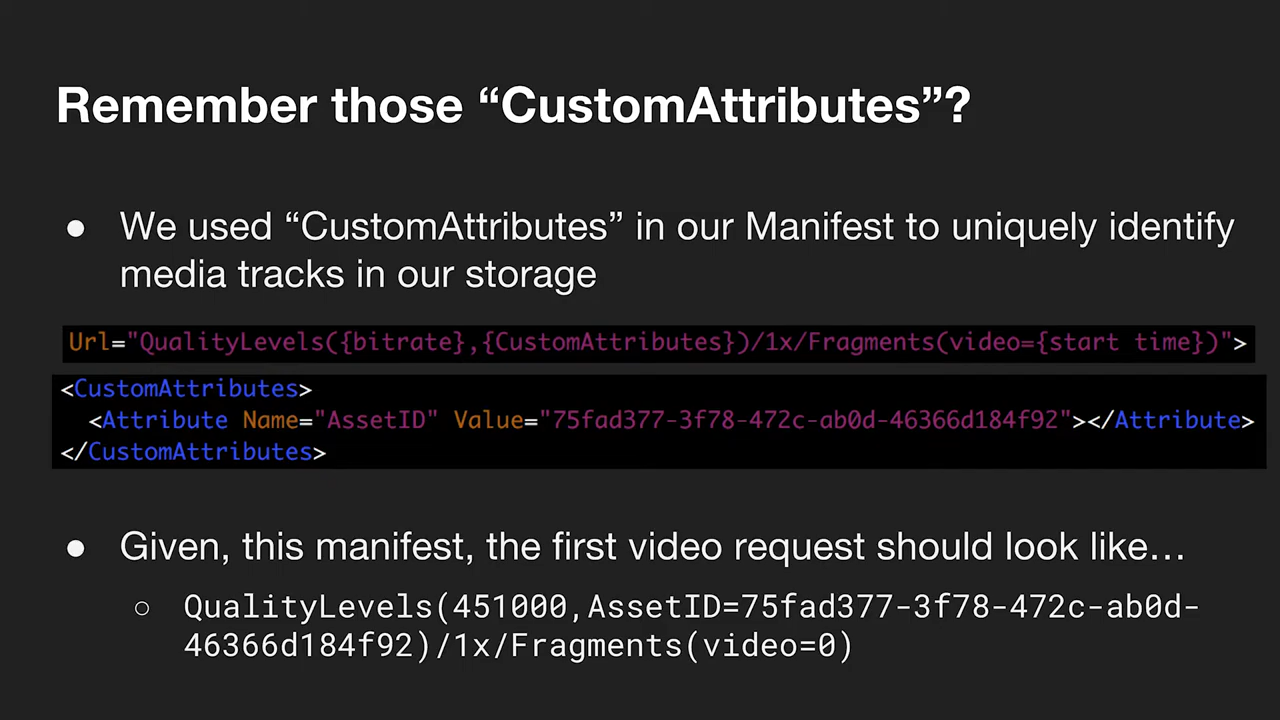 Remember those “CustomAttributes”?
● We used “CustomAttributes” in our Manifest to uniquely identify
media tracks in our storage
Url="QualityLevels({bitrate},{CustomAttributes})/1x/Fragments(video={start time})">
<CustomAttributes>
<Attribute Name="AssetID" Value="75fad377-3f78-472c-ab0d-46366d184f92"></Attribute>
</CustomAttributes>
● Given, this manifest, the first video request should look like…
○ QualityLevels(451000,AssetID=75fad377-3f78-472c-ab0d-
46366d184f92)/1x/Fragments(video=0)